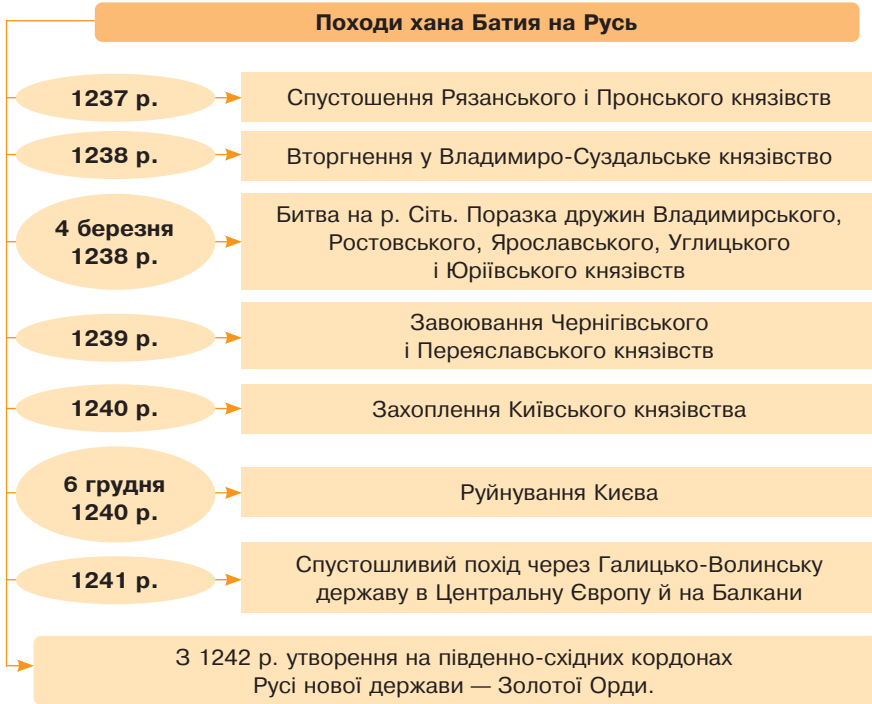 Походи хана Батия на Русь
1237 р.
Спустошення Рязанського і Пронського князівств
1238 р.
Вторгнення у Владимиро-Суздальське князівство
4 березня
1238 р.
Битва на р. Сіть. Поразка дружин Владимирського,
Ростовського, Ярославського, Углицького
і Юріївського князівств
1239 р.
Завоювання Чернігівського
і Переяславського князівств
1240 р.
Захоплення Київського князівства
6 грудня
1240 р.
Руйнування Києва
1241 р.
Спустошливий похід через Галицько-Волинську
державу в Центральну Європу й на Балкани
З 1242 р. утворення на південно-східних кордонах
Русі нової держави — Золотої Орди.